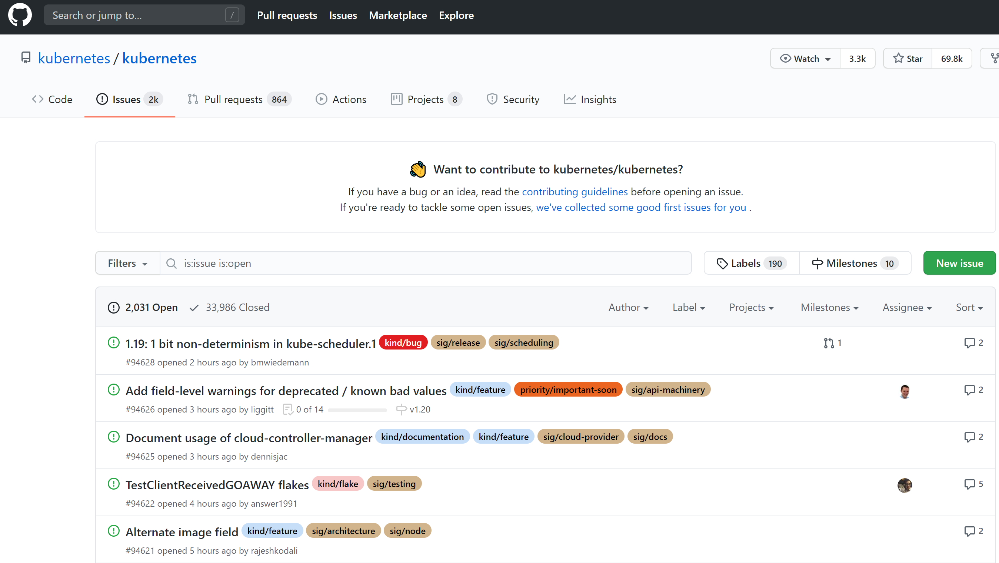 Search or jump to... /
Pull requests Issues Marketplace Explore
kubernetes / kubernetes
Watch 3.3k Star 69.8k
Code Issues 2k Pull requests 864 Actions Projects 8 Security Insights
👋 Want to contribute to kubernetes/kubernetes?
If you have a bug or an idea, read the contributing guidelines before opening an issue.
If you're ready to tackle some open issues, we've collected some good first issues for you .
Filters is:issue is:open Labels 190 Milestones 10 New issue
2,031 Open 33,986 Closed Author Label Projects Milestones Assignee Sort
1.19: 1 bit non-determinism in kube-scheduler.1 kind/bug sig/release sig/scheduling 1 2
#94628 opened 2 hours ago by bmwiedemann
Add field-level warnings for deprecated / known bad values kind/feature priority/important-soon sig/api-machinery 2
#94626 opened 3 hours ago by liggitt 0 of 14 v1.20
Document usage of cloud-controller-manager kind/documentation kind/feature sig/cloud-provider sig/docs 2
#94625 opened 3 hours ago by dennisjac
TestClientReceivedGOAWAY flakes kind/flake sig/testing 5
#94622 opened 4 hours ago by answer1991
Alternate image field kind/feature sig/architecture sig/node 2
#94621 opened 5 hours ago by rajeshkodali